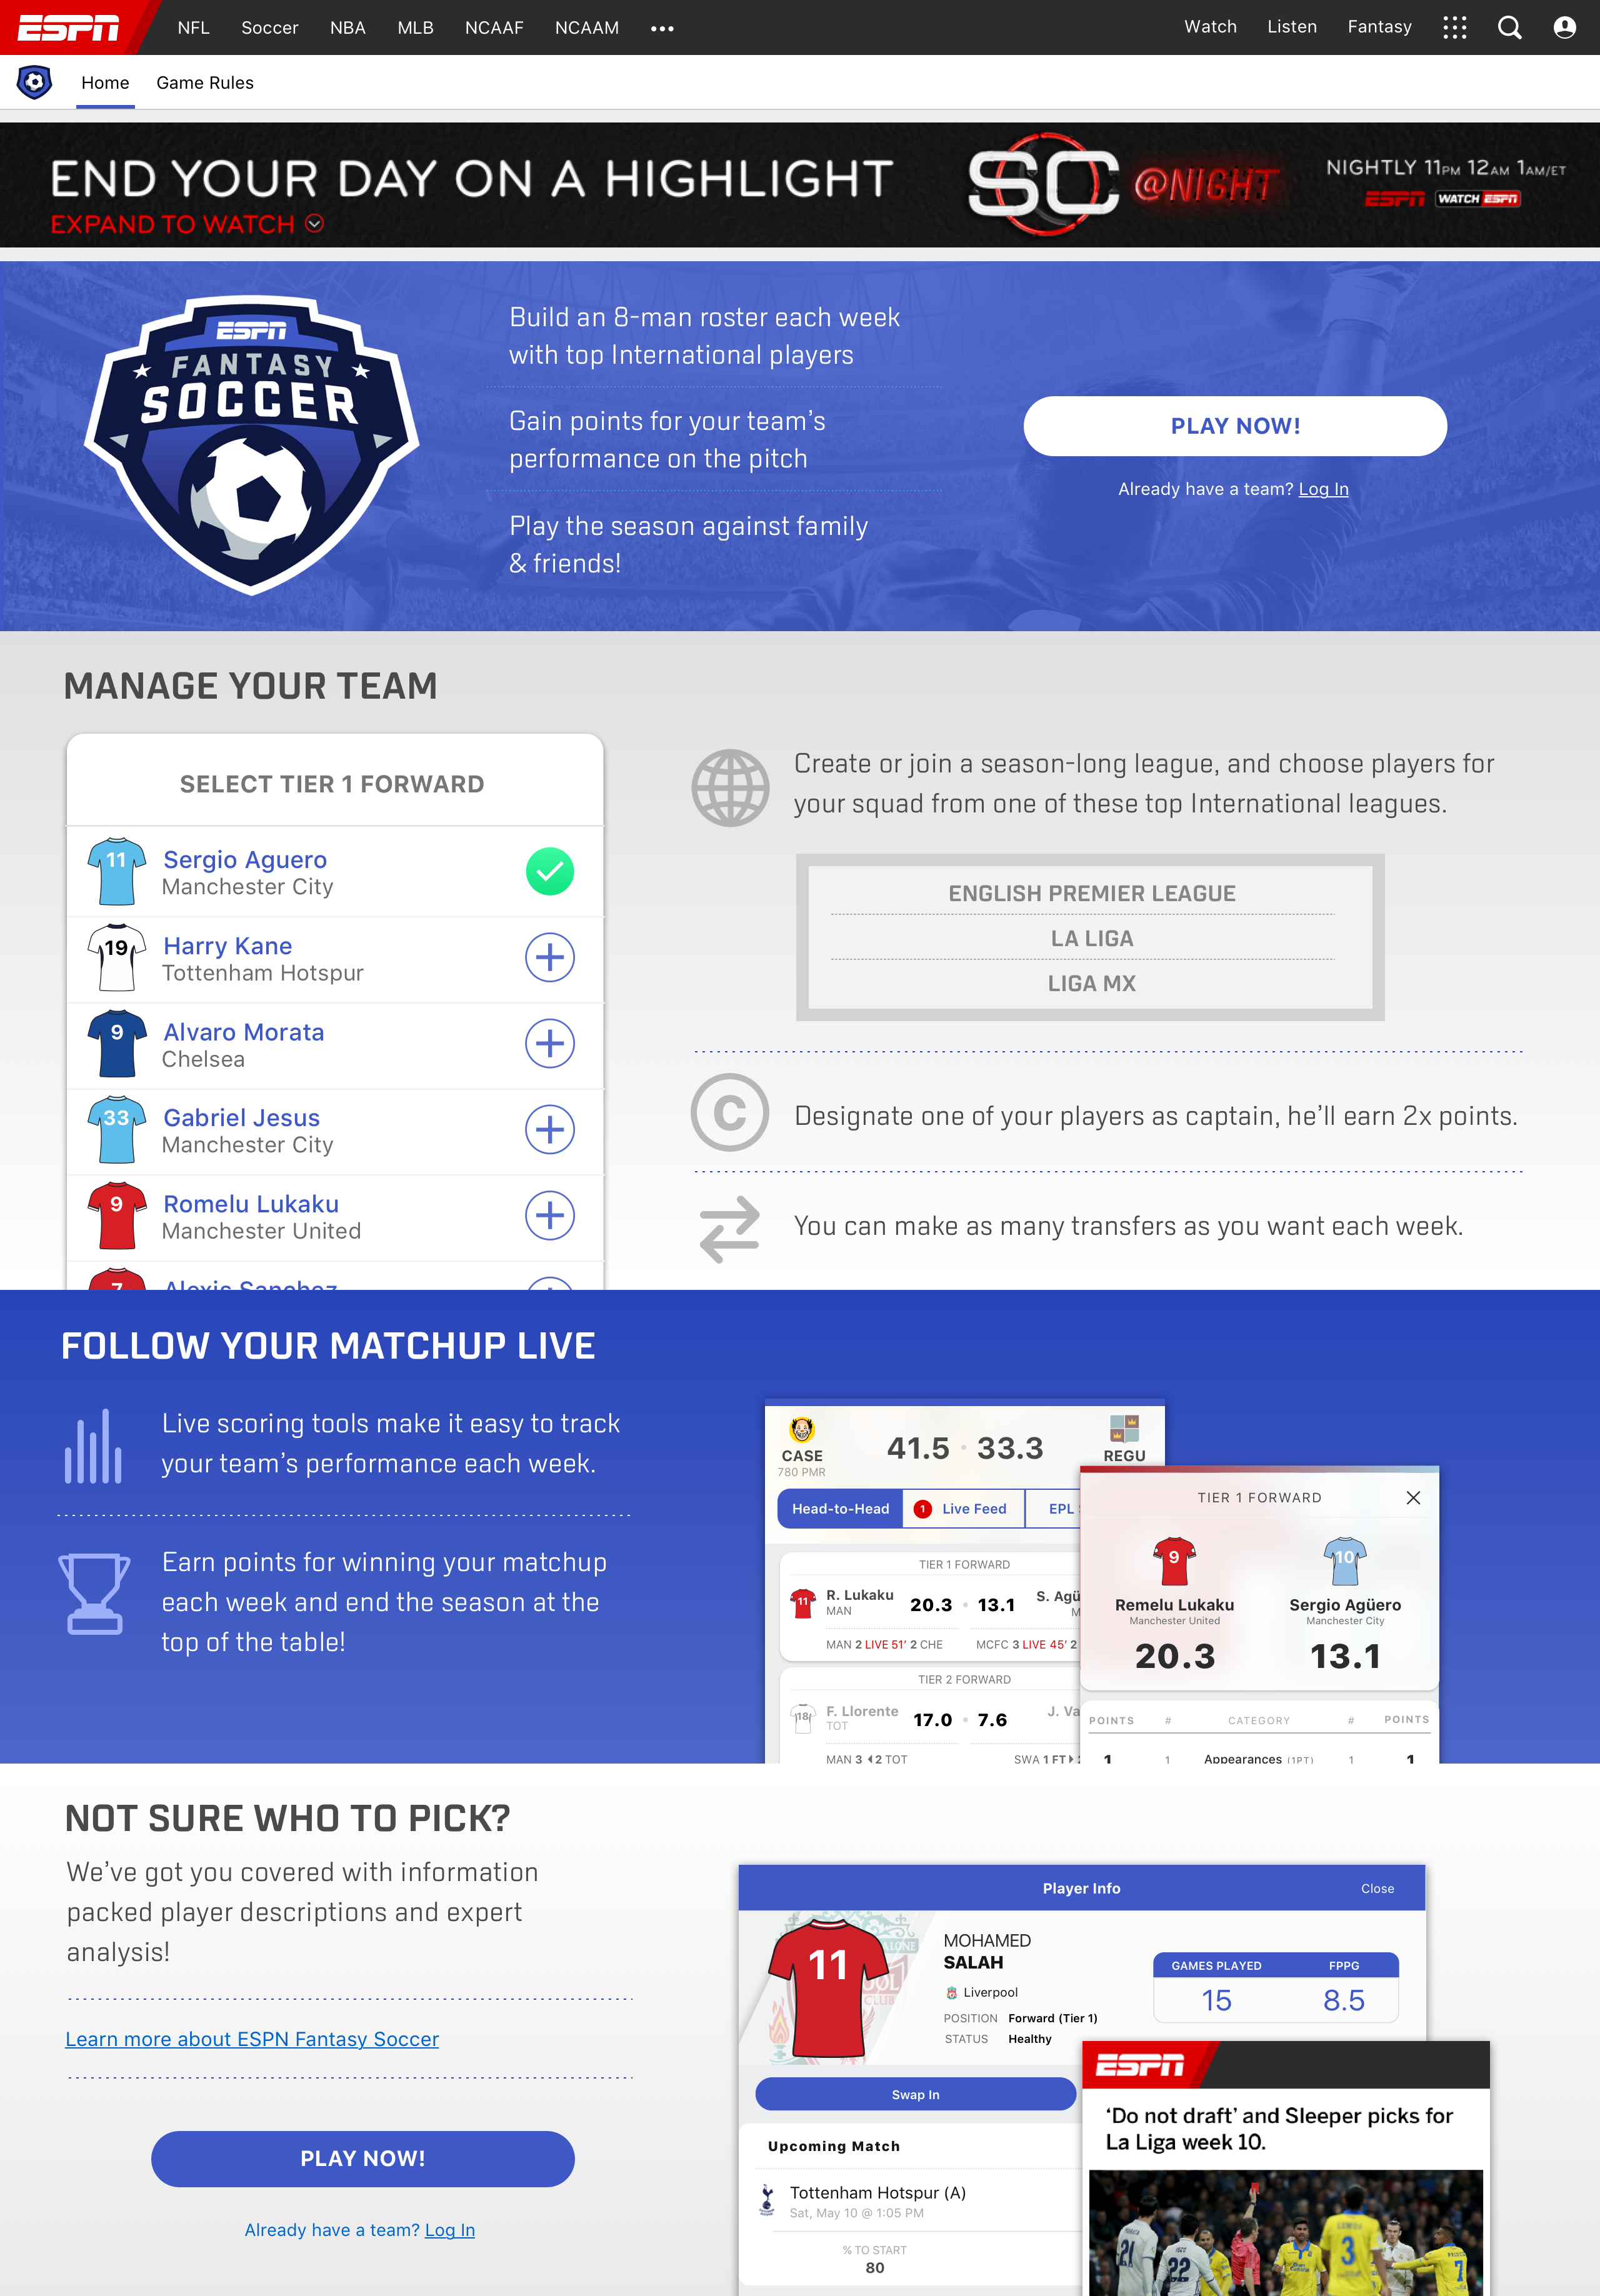 ESPN NFL Soccer NBA MLB NCAAF NCAAM Watch Listen Fantasy
Home Game Rules
END YOUR DAY ON A HIGHLIGHT
EXPAND TO WATCH
SC @NIGHT
NIGHTLY 11PM 12AM 1AM/ET
ESPN WATCH ESPN
ESPN
FANTASY
SOCCER
Build an 8-man roster each week
with top International players
Gain points for your team's
performance on the pitch
Play the season against family
& friends!
PLAY NOW!
Already have a team? Log In
MANAGE YOUR TEAM
SELECT TIER 1 FORWARD
11 Sergio Aguero
Manchester City
19 Harry Kane
Tottenham Hotspur
9 Alvaro Morata
Chelsea
33 Gabriel Jesus
Manchester City
9 Romelu Lukaku
Manchester United
7 Alexis Sanchez
Create or join a season-long league, and choose players for
your squad from one of these top International leagues.
ENGLISH PREMIER LEAGUE
LA LIGA
LIGA MX
C Designate one of your players as captain, he'll earn 2x points.
You can make as many transfers as you want each week.
FOLLOW YOUR MATCHUP LIVE
Live scoring tools make it easy to track
your team's performance each week.
Earn points for winning your matchup
each week and end the season at the
top of the table!
CASE 41.5 · 33.3 REGU
780 PMR
Head-to-Head 1 Live Feed EPL
TIER 1 FORWARD
11 R. Lukaku 20.3 · 13.1 S. Agü
MAN M
MAN 2 LIVE 51' 2 CHE MCFC 3 LIVE 45' 2
TIER 2 FORWARD
18 F. Llorente 17.0 · 7.6 J. Va
TOT
MAN 3 2 TOT SWA 1 FT
TIER 1 FORWARD
9 10
Remelu Lukaku Sergio Agüero
Manchester United Manchester City
20.3 13.1
POINTS # CATEGORY # POINTS
1 1 Appearances (1PT) 1 1
NOT SURE WHO TO PICK?
We've got you covered with information
packed player descriptions and expert
analysis!
Learn more about ESPN Fantasy Soccer
PLAY NOW!
Already have a team? Log In
Player Info Close
11
MOHAMED
SALAH
Liverpool
POSITION Forward (Tier 1)
STATUS Healthy
GAMES PLAYED FPPG
15 8.5
Swap In
Upcoming Match
Tottenham Hotspur (A)
Sat, May 10 @ 1:05 PM
% TO START
80
ESPN
'Do not draft' and Sleeper picks for
La Liga week 10.
21 22 3 7